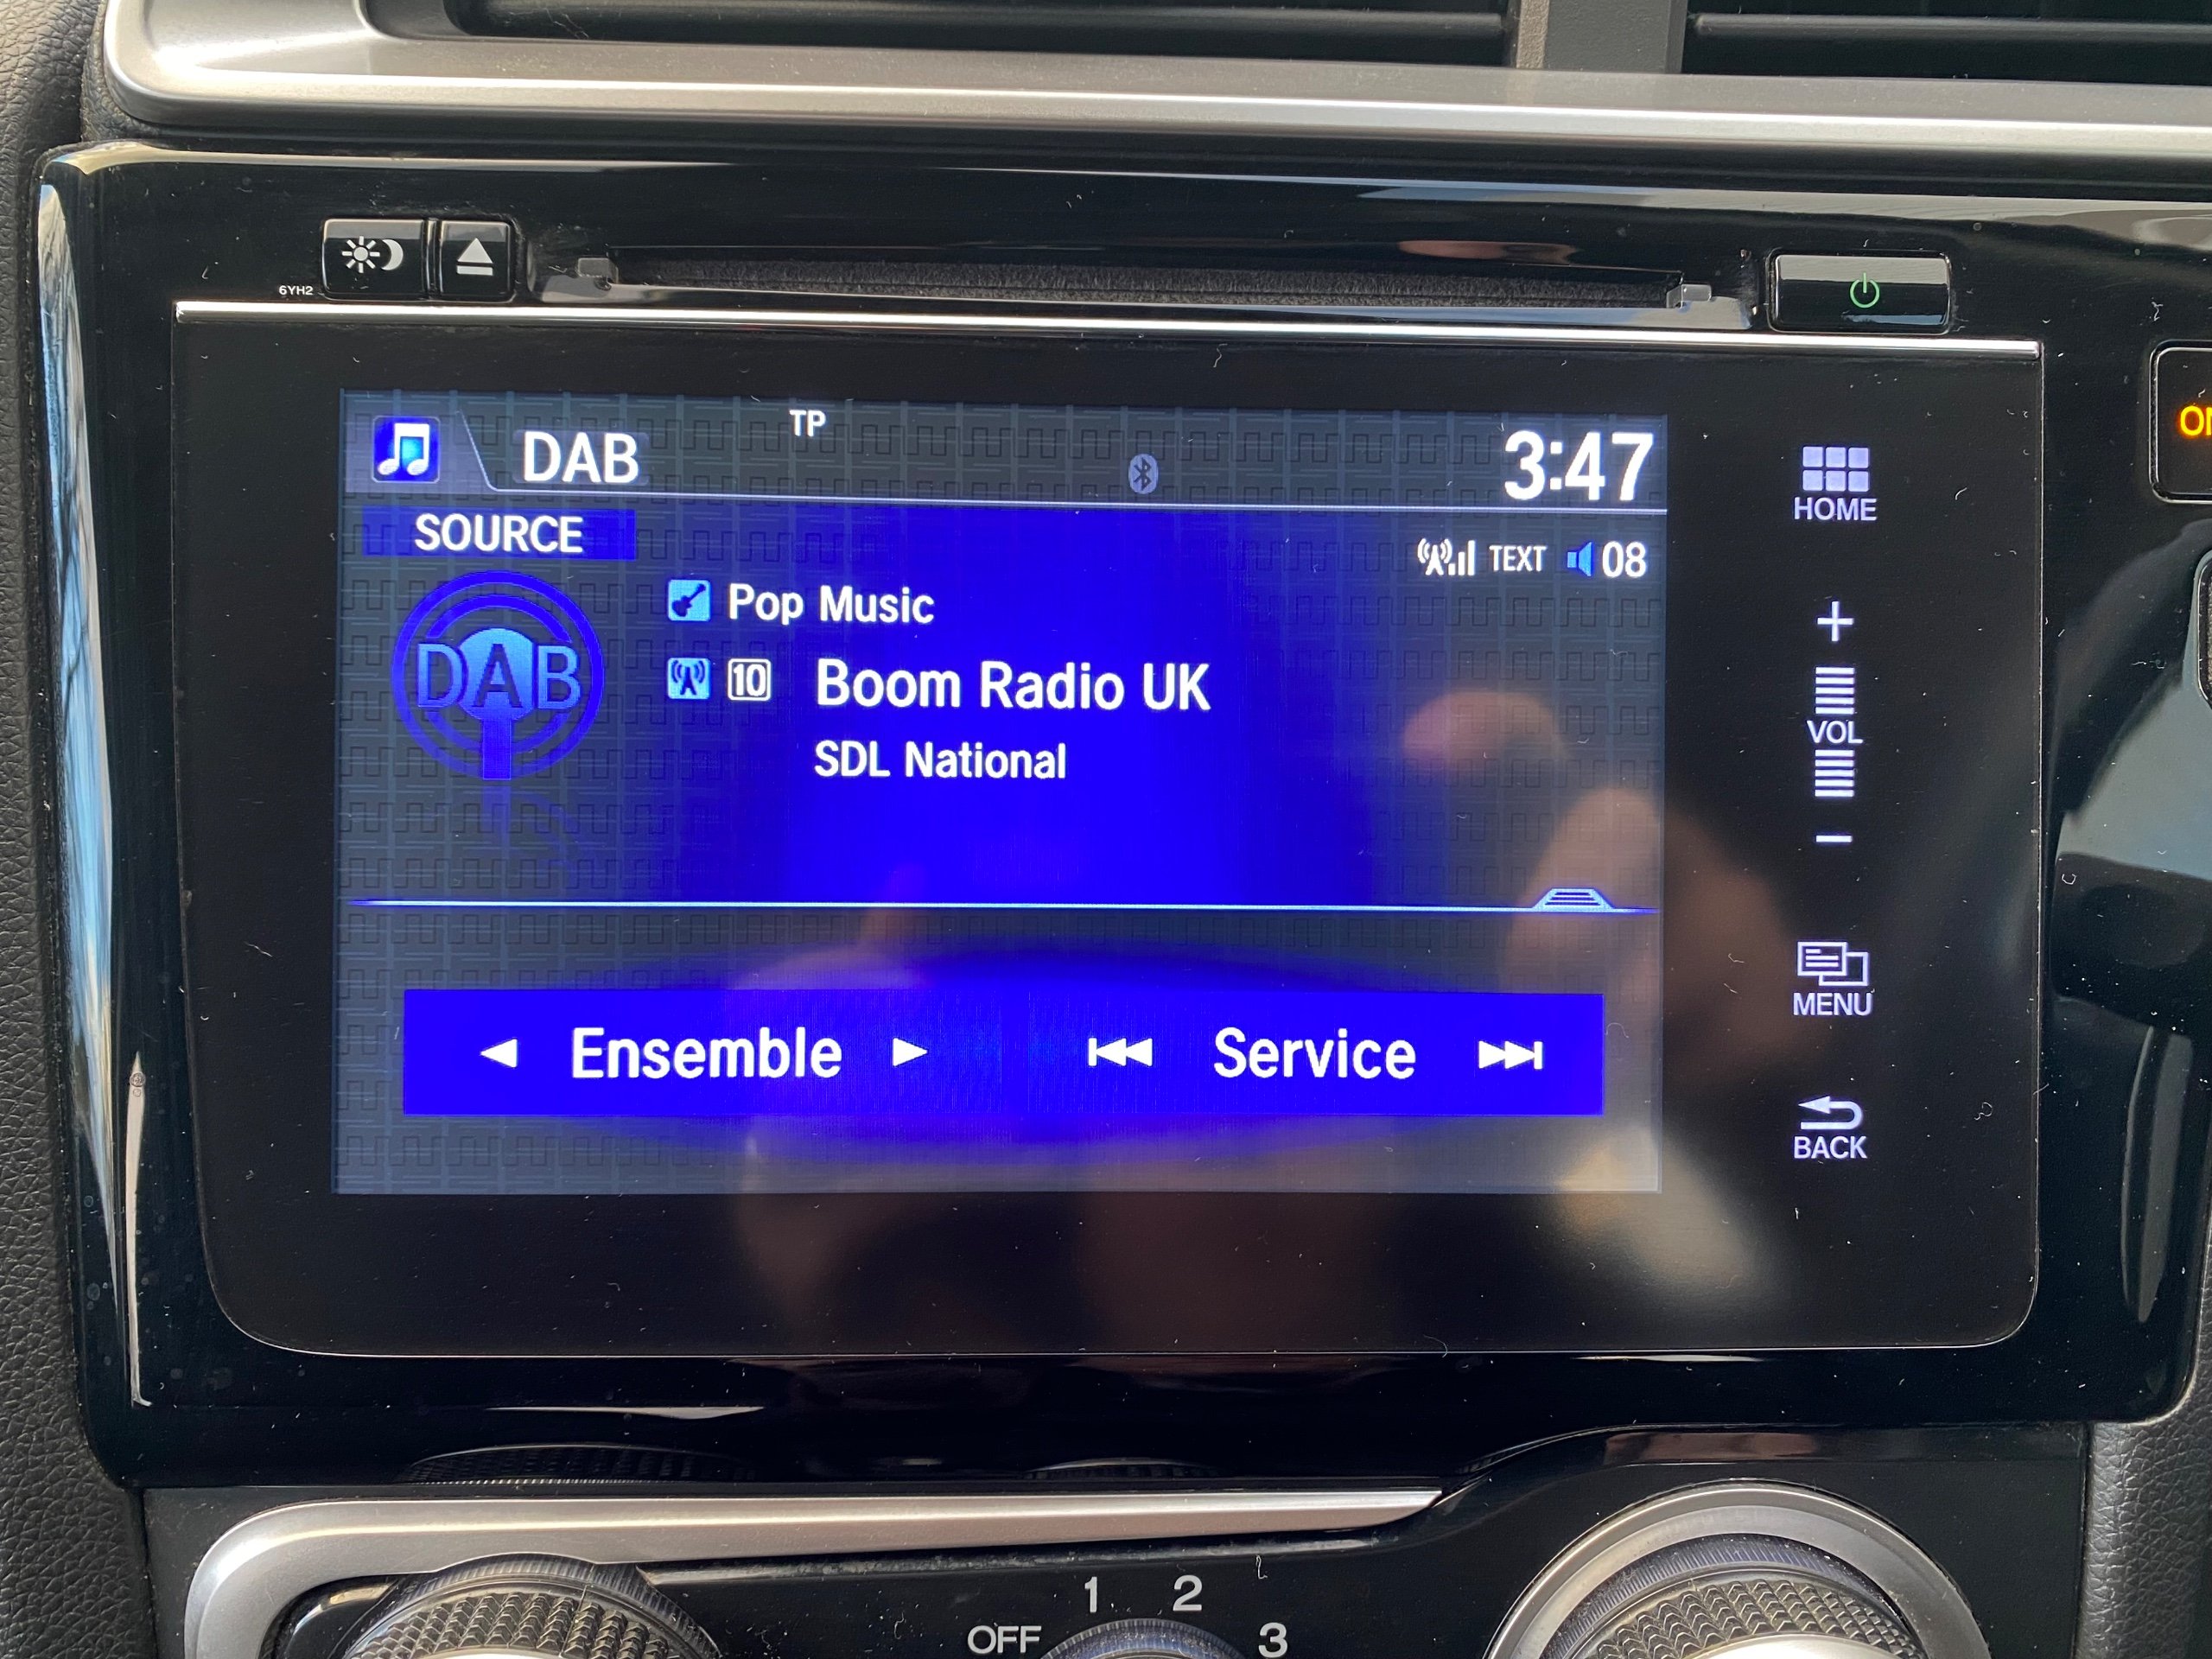 6YH2
DAB
TP
3:47
SOURCE
TEXT 08
DAB
Pop Music
10 Boom Radio UK
SDL National
Ensemble
Service
HOME
VOL
MENU
BACK
OFF 1 2 3